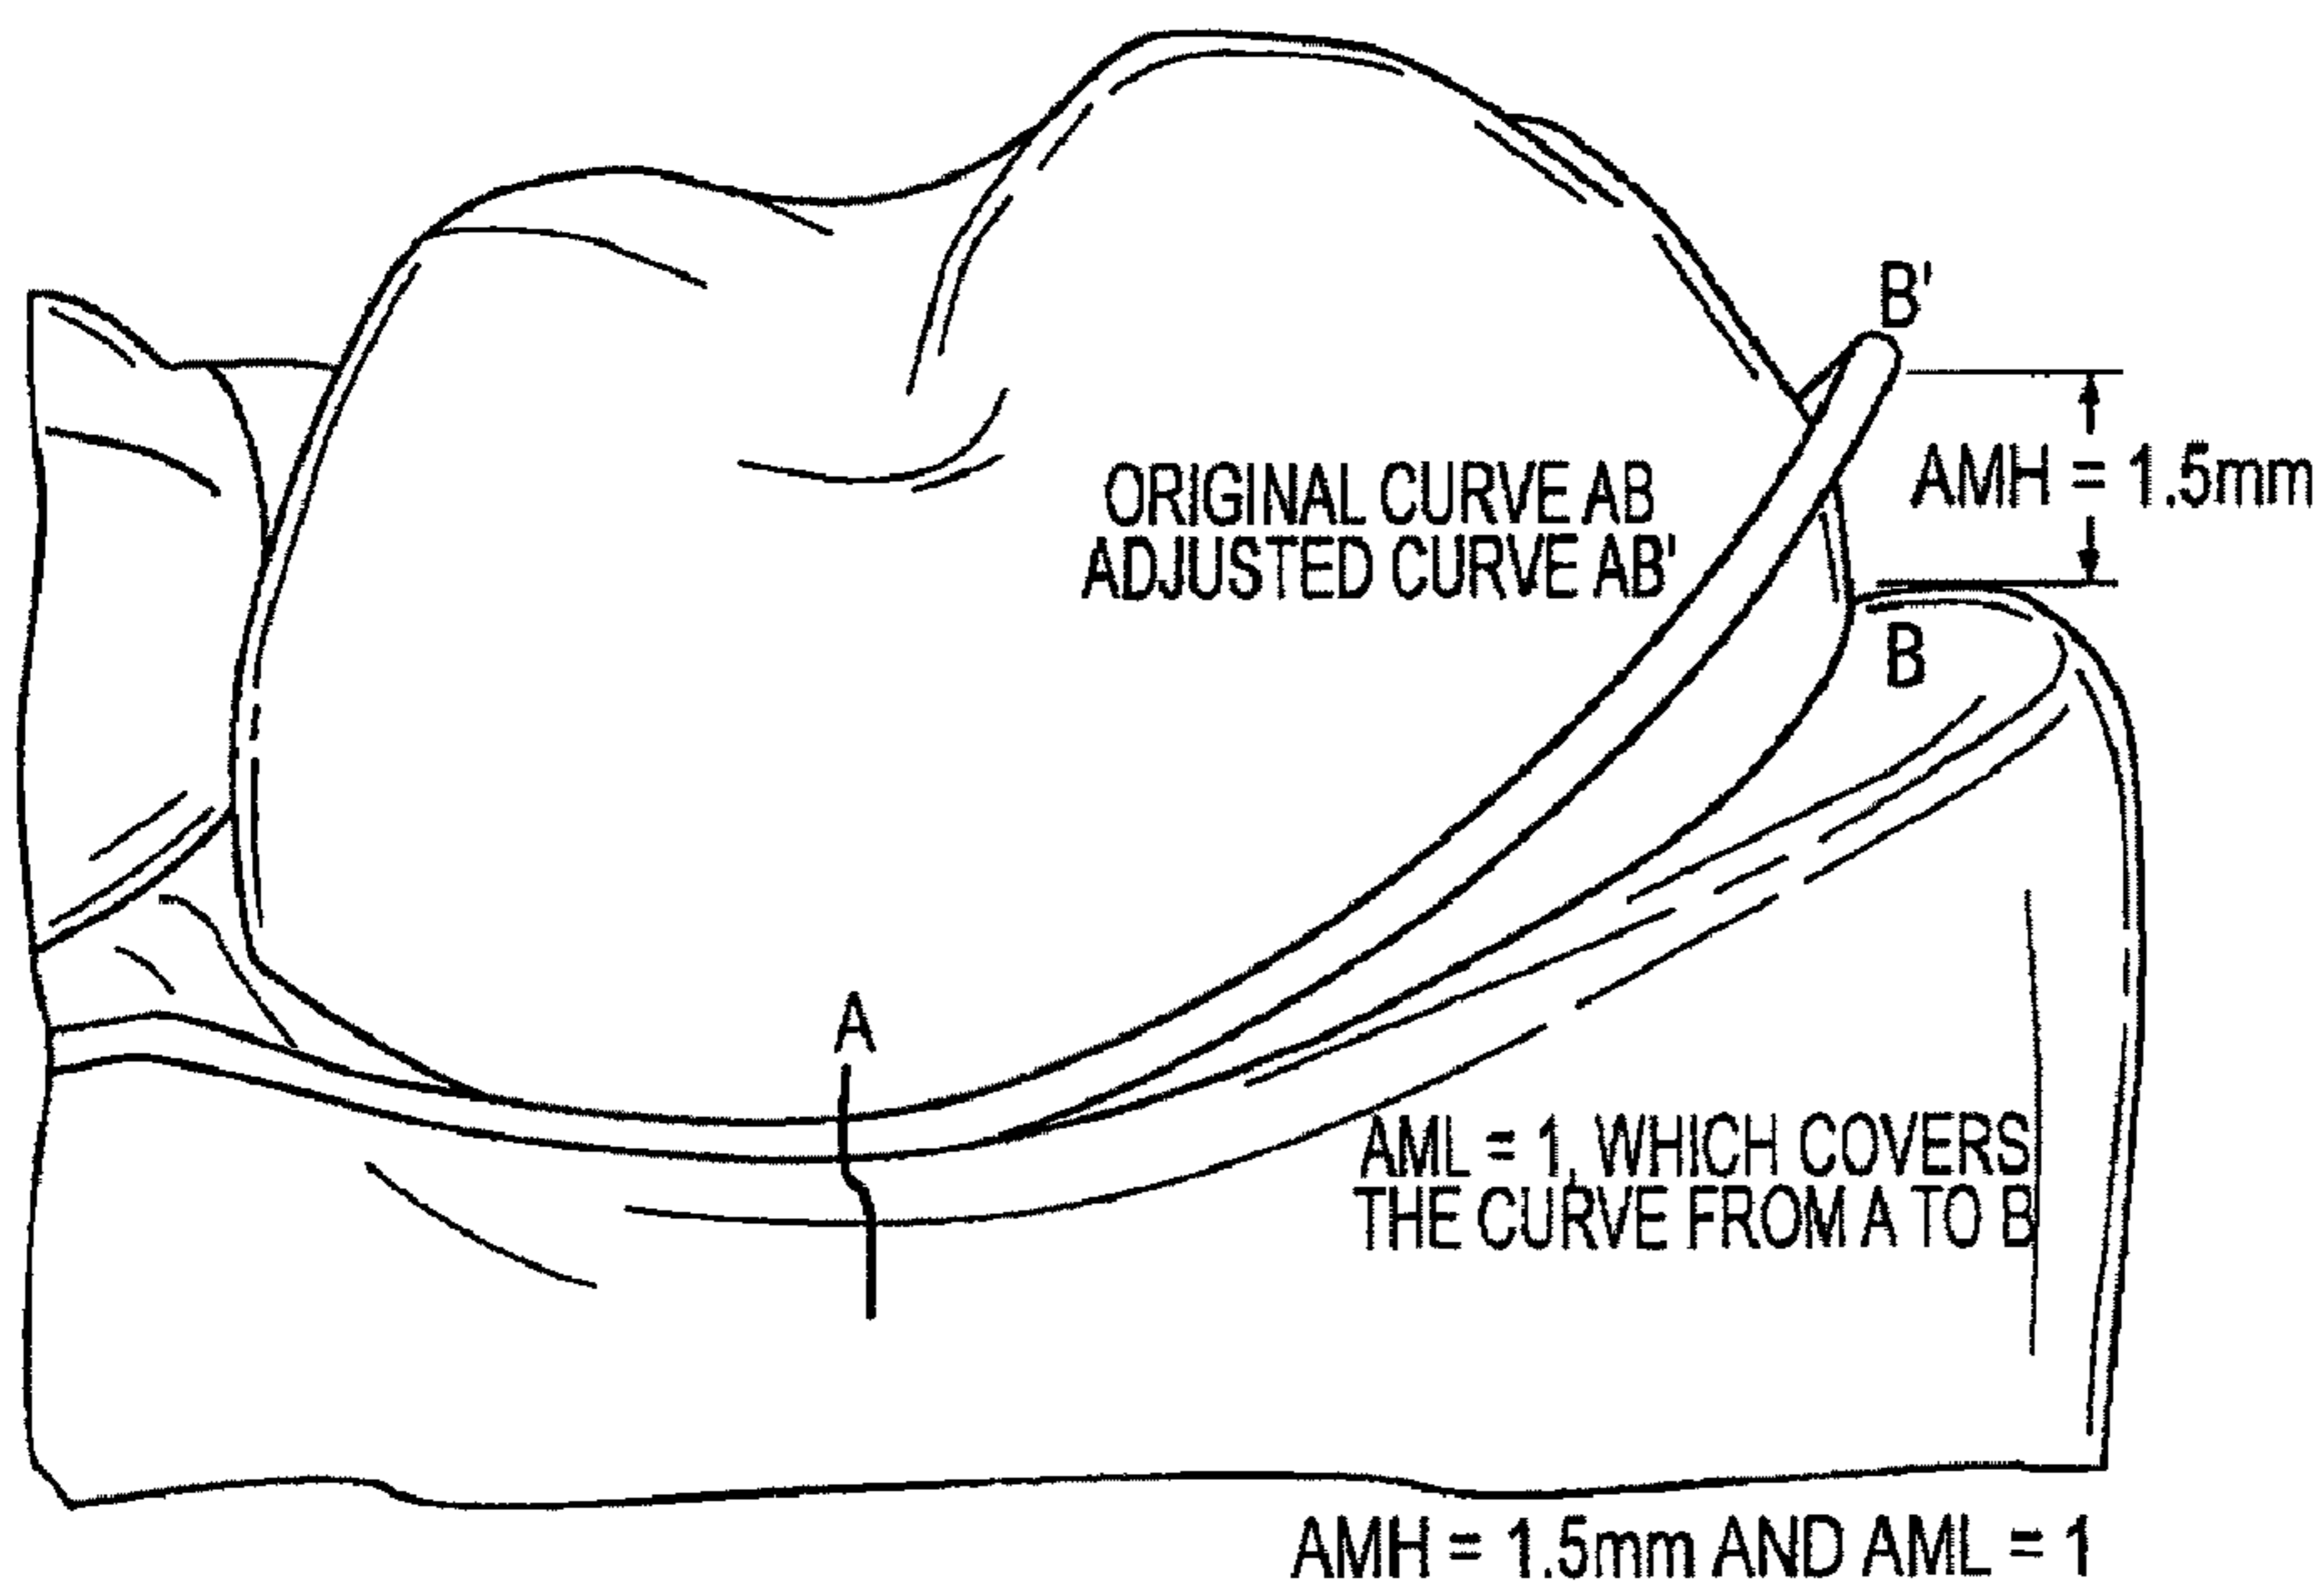 B'
AMH = 1.5mm
ORIGINAL CURVE AB
ADJUSTED CURVE AB'
B
A
AML = 1, WHICH COVERS
THE CURVE FROM A TO B
AMH = 1.5mm AND AML = 1